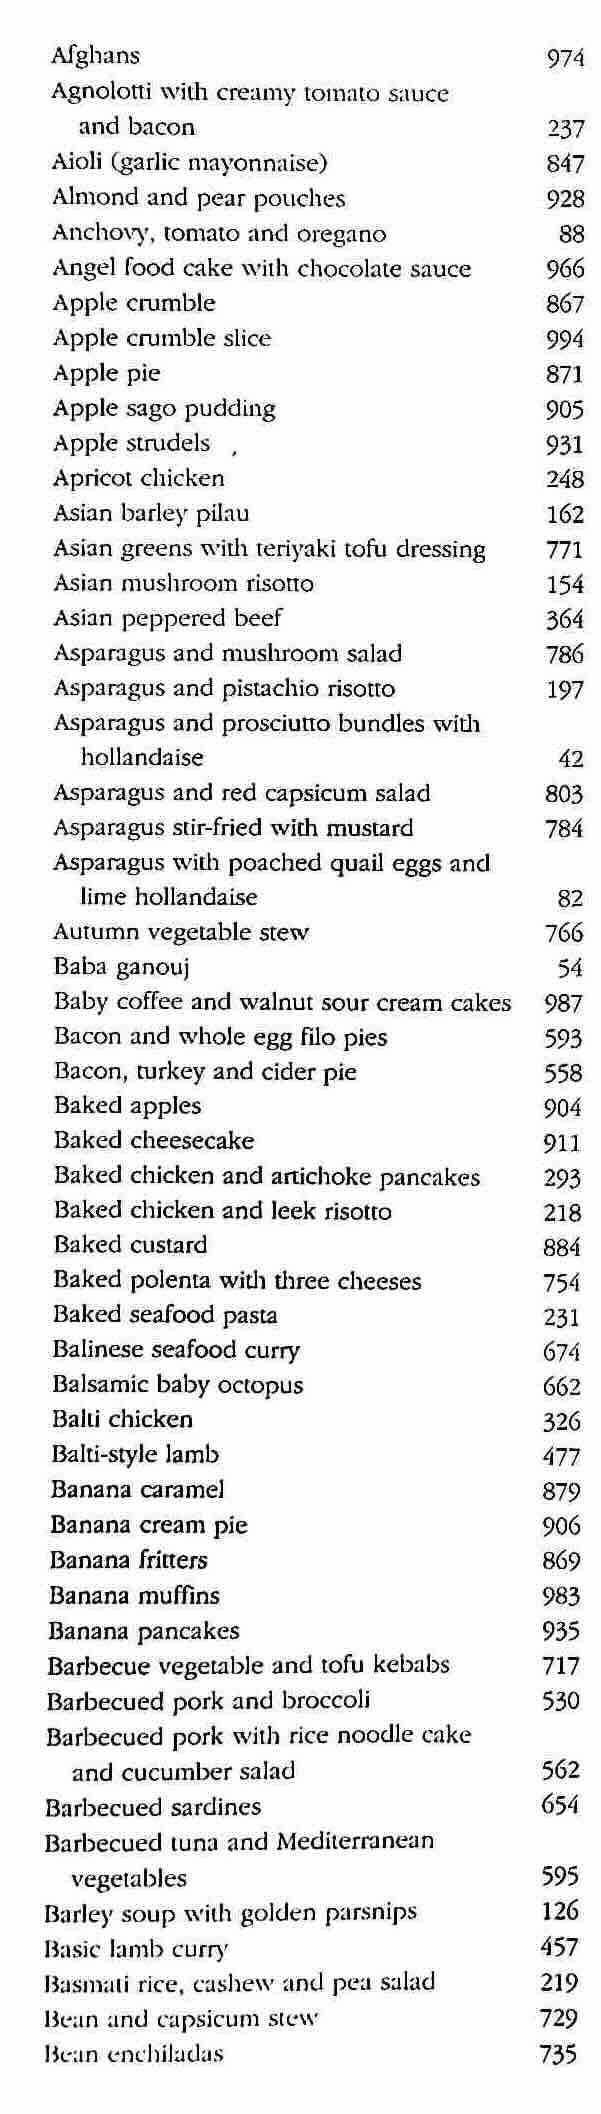 Afghans 974
Agnolotti with creamy tomato sauce
and bacon 237
Aioli (garlic mayonnaise) 847
Almond and pear pouches 928
Anchovy, tomato and oregano 88
Angel food cake with chocolate sauce 966
Apple crumble 867
Apple crumble slice 994
Apple pie 871
Apple sago pudding 905
Apple strudels 931
Apricot chicken 248
Asian barley pilau 162
Asian greens with teriyaki tofu dressing 771
Asian mushroom risotto 154
Asian peppered beef 364
Asparagus and mushroom salad 786
Asparagus and pistachio risotto 197
Asparagus and prosciutto bundles with
hollandaise 42
Asparagus and red capsicum salad 803
Asparagus stir-fried with mustard 784
Asparagus with poached quail eggs and
lime hollandaise 82
Autumn vegetable stew 766
Baba ganouj 54
Baby coffee and walnut sour cream cakes 987
Bacon and whole egg filo pies 593
Bacon, turkey and cider pie 558
Baked apples 904
Baked cheesecake 911
Baked chicken and artichoke pancakes 293
Baked chicken and leek risotto 218
Baked custard 884
Baked polenta with three cheeses 754
Baked seafood pasta 231
Balinese seafood curry 674
Balsamic baby octopus 662
Balti chicken 326
Balti-style lamb 477
Banana caramel 879
Banana cream pie 906
Banana fritters 869
Banana muffins 983
Banana pancakes 935
Barbecue vegetable and tofu kebabs 717
Barbecued pork and broccoli 530
Barbecued pork with rice noodle cake
and cucumber salad 562
Barbecued sardines 654
Barbecued tuna and Mediterranean
vegetables 595
Barley soup with golden parsnips 126
Basic lamb curry 457
Basmati rice, cashew and pea salad 219
Bean and capsicum stew 729
Bean enchiladas 735